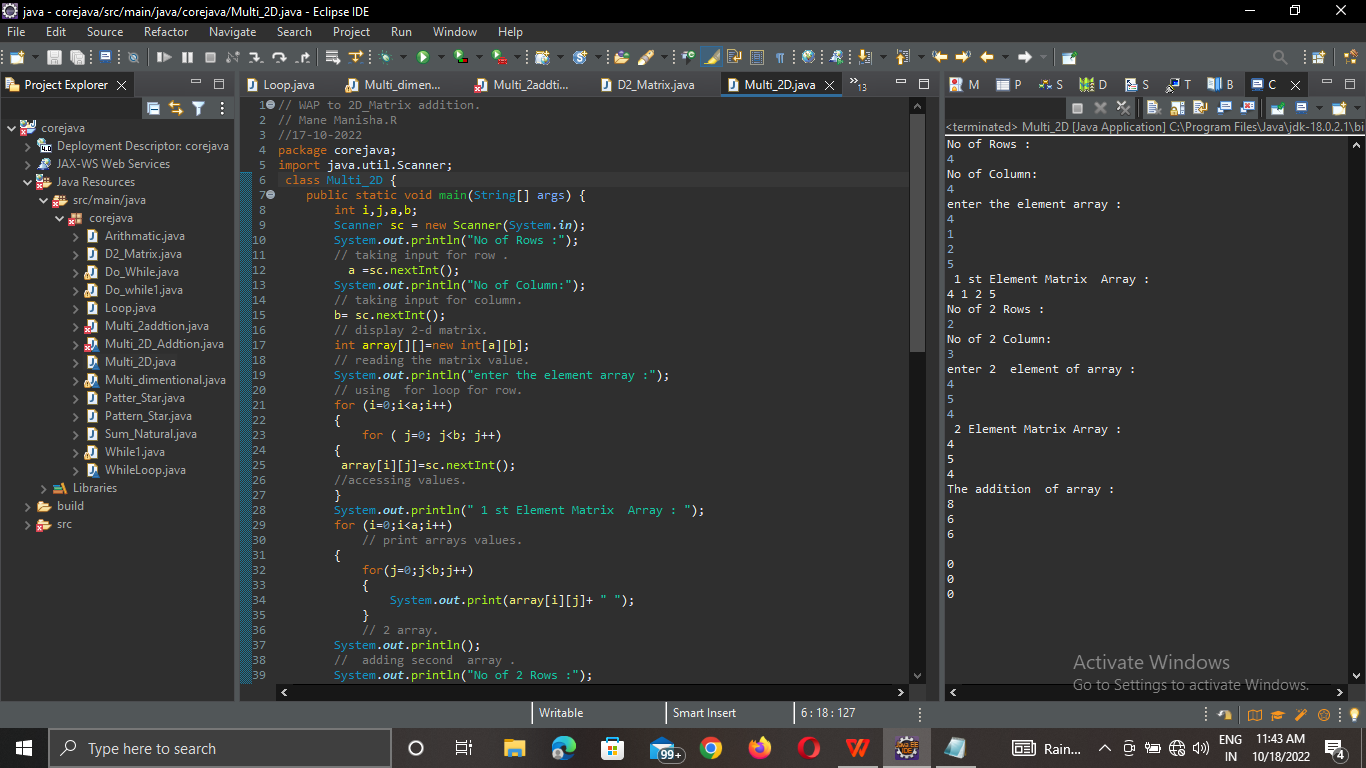 java - corejava/src/main/java/corejava/Multi_2D.java - Eclipse IDE
File Edit Source Refactor Navigate Search Project Run Window Help
Project Explorer
corejava
Deployment Descriptor: corejava
JAX-WS Web Services
Java Resources
src/main/java
corejava
Arithmatic.java
D2_Matrix.java
Do_While.java
Do_while1.java
Loop.java
Multi_2addtion.java
Multi_2D_Addtion.java
Multi_2D.java
Multi_dimentional.java
Patter_Star.java
Pattern_Star.java
Sum_Natural.java
While1.java
WhileLoop.java
Libraries
build
src
Loop.java Multi_dimen... Multi_2addti... D2_Matrix.java Multi_2D.java 13
1 // WAP to 2D_Matrix addition.
2 // Mane Manisha.R
3 //17-10-2022
4 package corejava;
5 import java.util.Scanner;
6 class Multi_2D {
7 public static void main(String[] args) {
8 int i,j,a,b;
9 Scanner sc = new Scanner(System.in);
10 System.out.println("No of Rows :");
11 // taking input for row .
12 a =sc.nextInt();
13 System.out.println("No of Column:");
14 // taking input for column.
15 b= sc.nextInt();
16 // display 2-d matrix.
17 int array[][]=new int[a][b];
18 // reading the matrix value.
19 System.out.println("enter the element array :");
20 // using  for loop for row.
21 for (i=0;i<a;i++)
22 {
23 for ( j=0; j<b; j++)
24 {
25 array[i][j]=sc.nextInt();
26 //accessing values.
27 }
28 System.out.println(" 1 st Element Matrix  Array : ");
29 for (i=0;i<a;i++)
30 // print arrays values.
31 {
32 for(j=0;j<b;j++)
33 {
34 System.out.print(array[i][j]+ " ");
35 }
36 // 2 array.
37 System.out.println();
38 //  adding second  array .
39 System.out.println("No of 2 Rows :");
M P S D S T B C
<terminated> Multi_2D [Java Application] C:\Program Files\Java\jdk-18.0.2.1\bi
No of Rows :
4
No of Column:
4
enter the element array :
4
1
2
5
1 st Element Matrix  Array :
4 1 2 5
No of 2 Rows :
2
No of 2 Column:
3
enter 2  element of array :
4
5
4
2 Element Matrix Array :
4
5
4
The addition  of array :
8
6
6
0
0
0
Activate Windows
Go to Settings to activate Windows.
Writable Smart Insert 6 : 18 : 127
Type here to search
99+
Rain...
ENG
IN
11:43 AM
10/18/2022
4